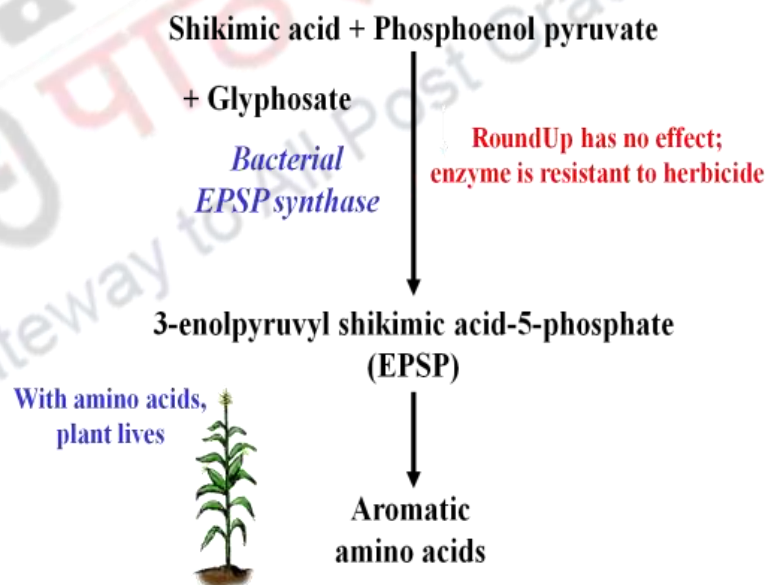 Shikimic acid + Phosphoenol pyruvate
+ Glyphosate
Bacterial
EPSP synthase
RoundUp has no effect;
enzyme is resistant to herbicide
3-enolpyruvyl shikimic acid-5-phosphate
(EPSP)
With amino acids,
plant lives
Aromatic
amino acids